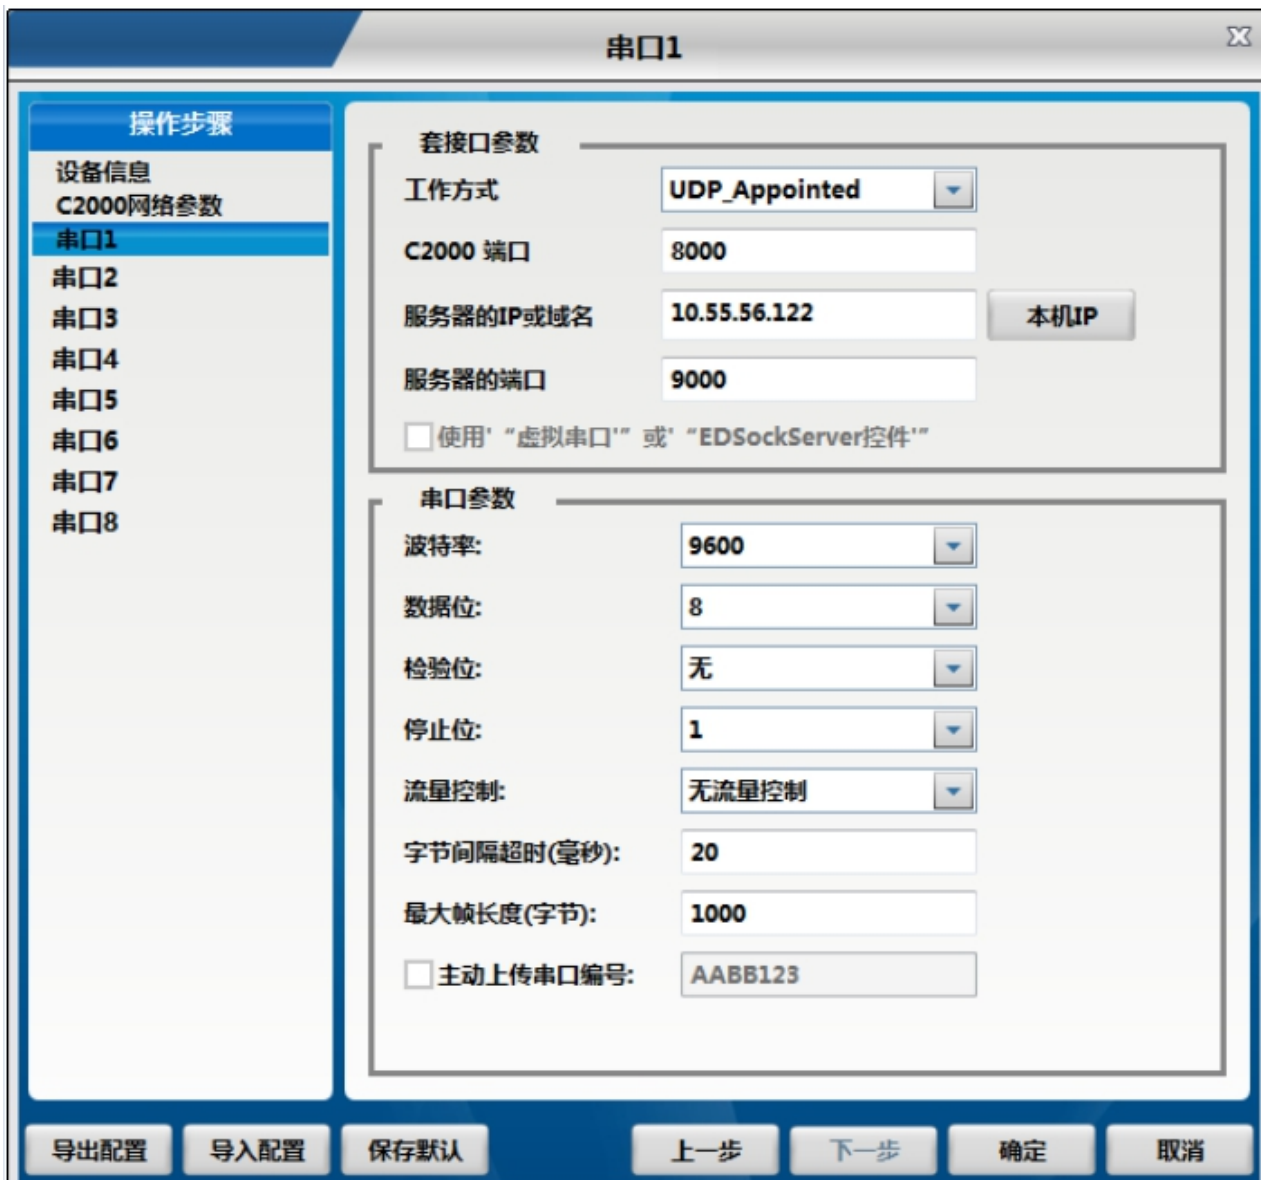 串口1
操作步骤
设备信息
C2000网络参数
串口1
串口2
串口3
串口4
串口5
串口6
串口7
串口8
套接口参数
工作方式 UDP_Appointed
C2000 端口 8000
服务器的IP或域名 10.55.56.122 本机IP
服务器的端口 9000
使用' “虚拟串口'” 或' “EDSockServer控件'”
串口参数
波特率: 9600
数据位: 8
检验位: 无
停止位: 1
流量控制: 无流量控制
字节间隔超时(毫秒): 20
最大帧长度(字节): 1000
主动上传串口编号: AABB123
导出配置 导入配置 保存默认 上一步 下一步 确定 取消